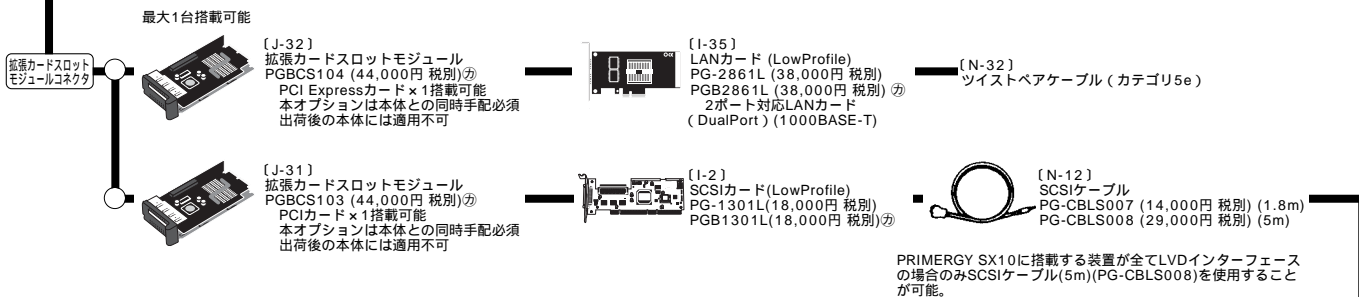 最大1台搭載可能
拡張カードスロット
モジュールコネクタ
〔J-32〕
拡張カードスロットモジュール
PGBCS104 (44,000円 税別)㋕
PCI Expressカード×1搭載可能
本オプションは本体との同時手配必須
出荷後の本体には適用不可
〔I-35〕
LANカード (LowProfile)
PG-2861L (38,000円 税別)
PGB2861L (38,000円 税別) ㋕
2ポート対応LANカード
(DualPort) (1000BASE-T)
〔N-32〕
ツイストペアケーブル(カテゴリ5e)
〔J-31〕
拡張カードスロットモジュール
PGBCS103 (44,000円 税別)㋕
PCIカード×1搭載可能
本オプションは本体との同時手配必須
出荷後の本体には適用不可
〔I-2〕
SCSIカード(LowProfile)
PG-1301L(18,000円 税別)
PGB1301L(18,000円 税別)㋕
〔N-12〕
SCSIケーブル
PG-CBLS007 (14,000円 税別) (1.8m)
PG-CBLS008 (29,000円 税別) (5m)
PRIMERGY SX10に搭載する装置が全てLVDインターフェース
の場合のみSCSIケーブル(5m)(PG-CBLS008)を使用すること
が可能。